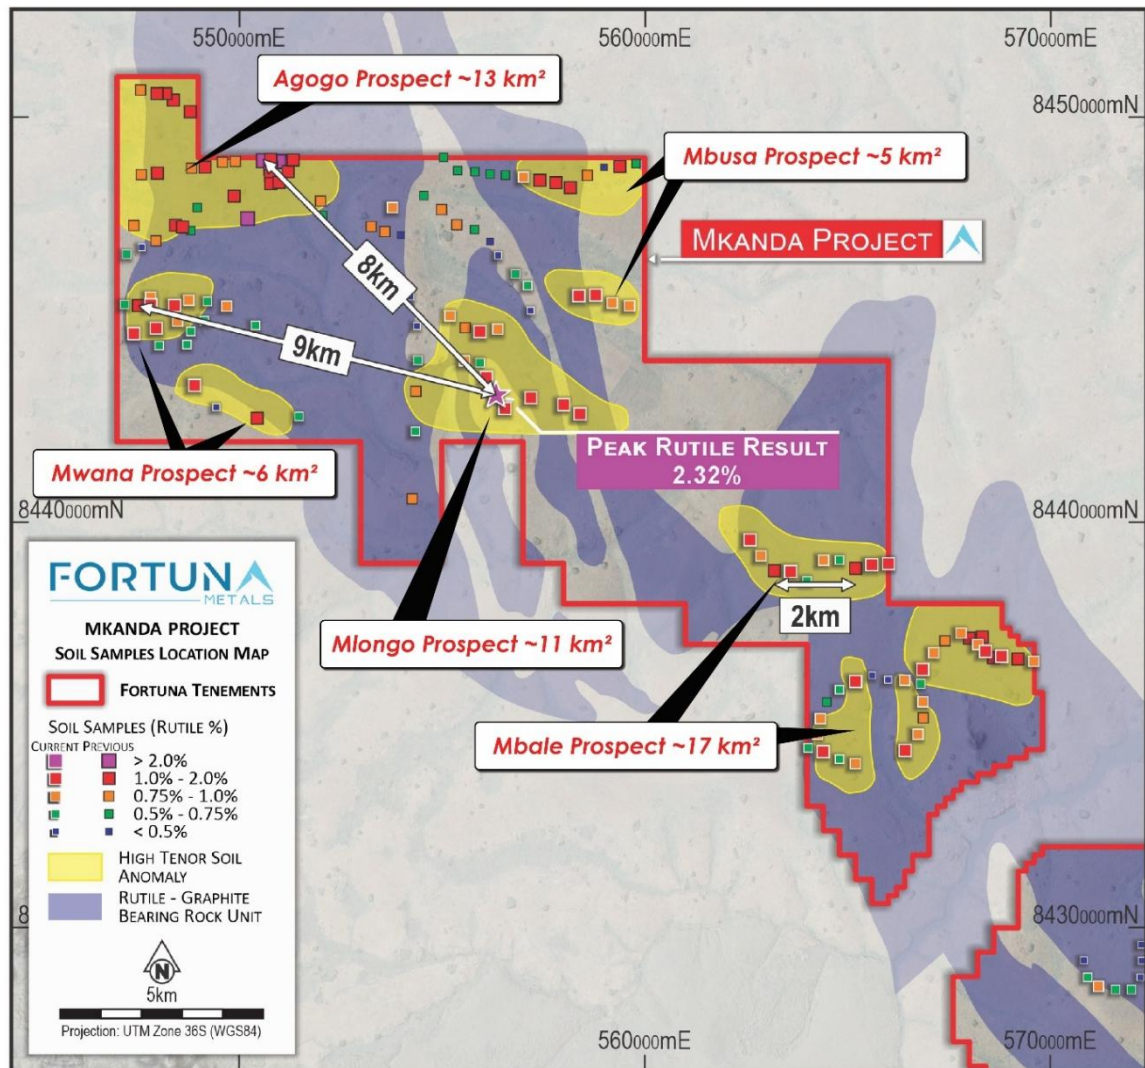 550000mE
560000mE
570000mE
Agogo Prospect ~13 km²
8450000mN
Mbusa Prospect ~5 km²
MKANDA PROJECT
8km
9km
PEAK RUTILE RESULT
2.32%
Mwana Prospect ~6 km²
8440000mN
8440000mN
FORTUNA
METALS
MKANDA PROJECT
SOIL SAMPLES LOCATION MAP
FORTUNA TENEMENTS
SOIL SAMPLES (RUTILE %)
CURRENT PREVIOUS
> 2.0%
1.0% - 2.0%
0.75% - 1.0%
0.5% - 0.75%
< 0.5%
HIGH TENOR SOIL
ANOMALY
RUTILE - GRAPHITE
BEARING ROCK UNIT
N
5km
Projection: UTM Zone 36S (WGS84)
2km
Mlongo Prospect ~11 km²
Mbale Prospect ~17 km²
8
8430000mN
560000mE
570000mE